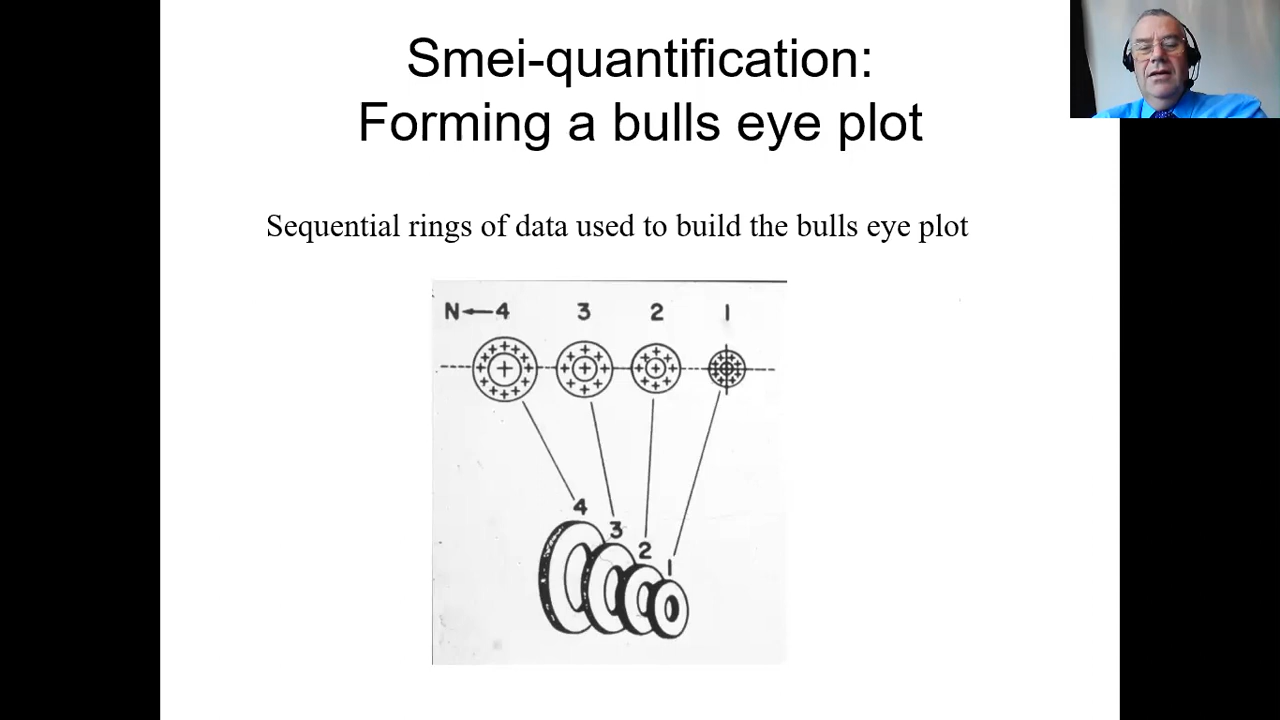 Smei-quantification:
Forming a bulls eye plot
Sequential rings of data used to build the bulls eye plot
N←4 3 2 1
4
3
2
1